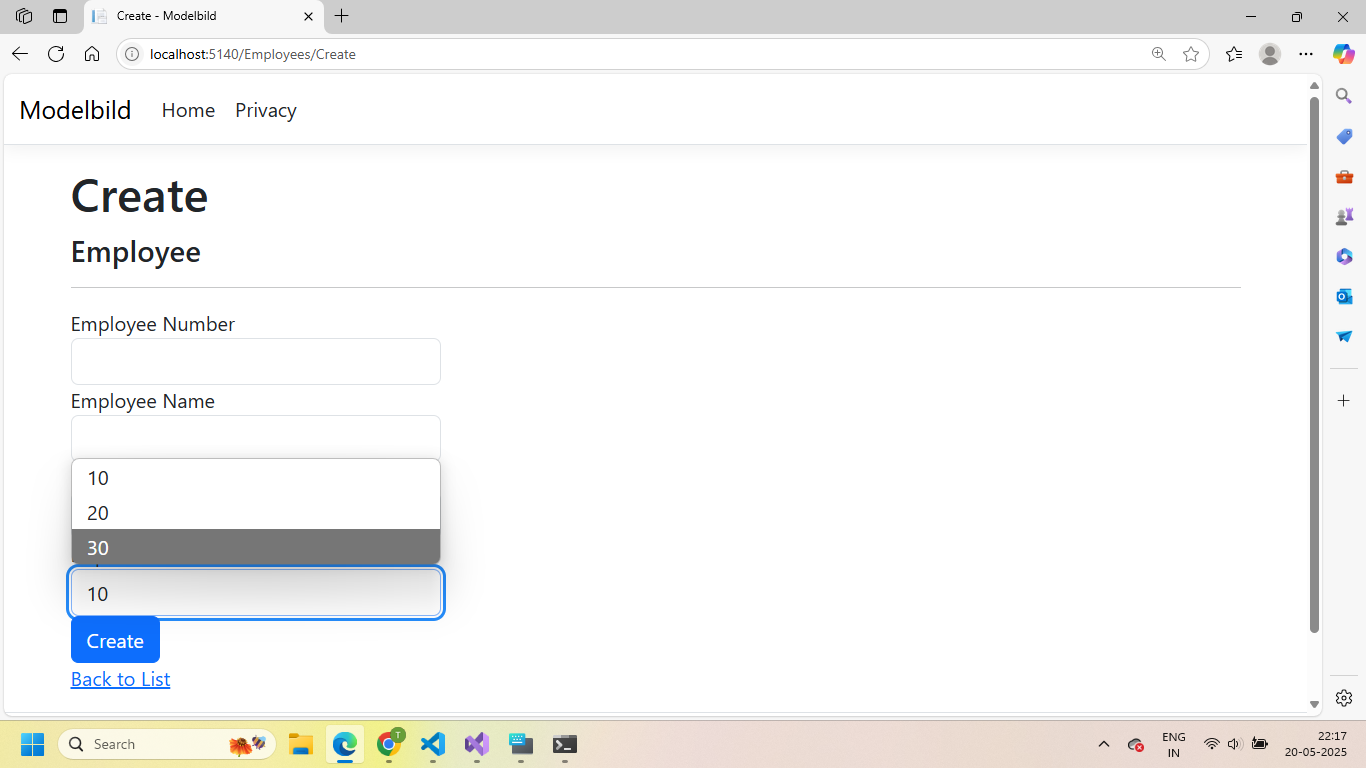 Create - Modelbild
localhost:5140/Employees/Create
Modelbild Home Privacy
Create
Employee
Employee Number
Employee Name
10
20
30
10
Create
Back to List
Search
T
ENG
IN
22:17
20-05-2025